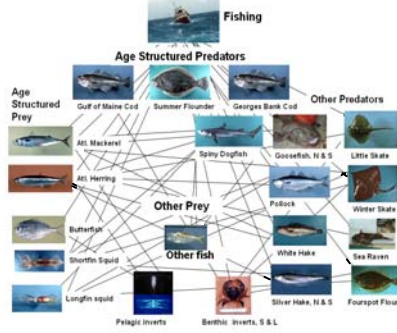 Fishing
Age Structured Predators
Age
Structured
Prey
Gulf of Maine Cod
Summer Flounder
Georges Bank Cod
Other Predators
Atl. Mackerel
Spiny Dogfish
Goosefish, N & S
Little Skate
Atl. Herring
Other Prey
Pollock
Winter Skate
Butterfish
Other fish
White Hake
Sea Raven
Shortfin Squid
Longfin squid
Pelagic inverts
Benthic inverts, S & L
Silver Hake, N & S
Fourspot Flou